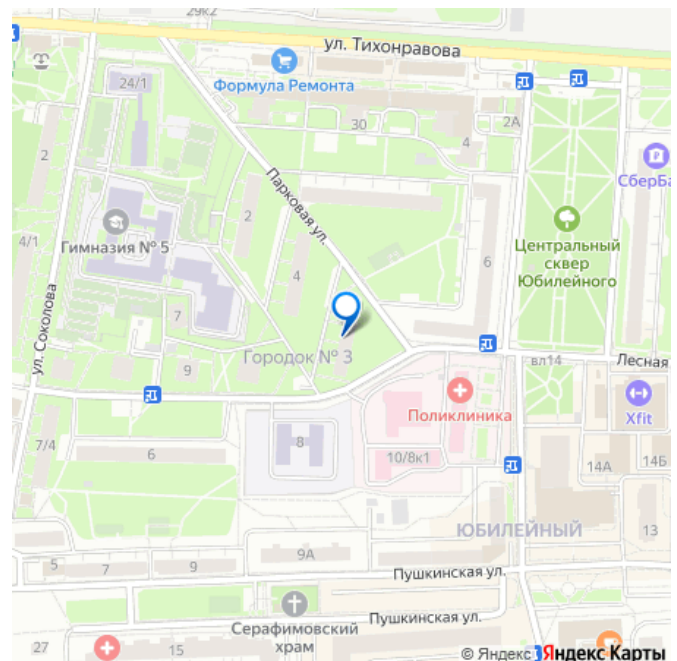 29к2
ул. Тихонравова
24/1
Формула Ремонта
30
2А
4
2
СберБа
Парковая ул.
2
Гимназия № 5
4/1
Центральный
сквер
Юбилейного
6
4
ул. Соколова
7
Городок № 3
9
вл14
Лесная
Поликлиника
Xfit
7/4
6
8
10/8к1
14А
14Б
ЮБИЛЕЙНЫЙ
13
9А
5
7
9
Пушкинская ул.
Пушкинская ул.
Серафимовский
храм
27
15
© Яндекс Яндекс Карты